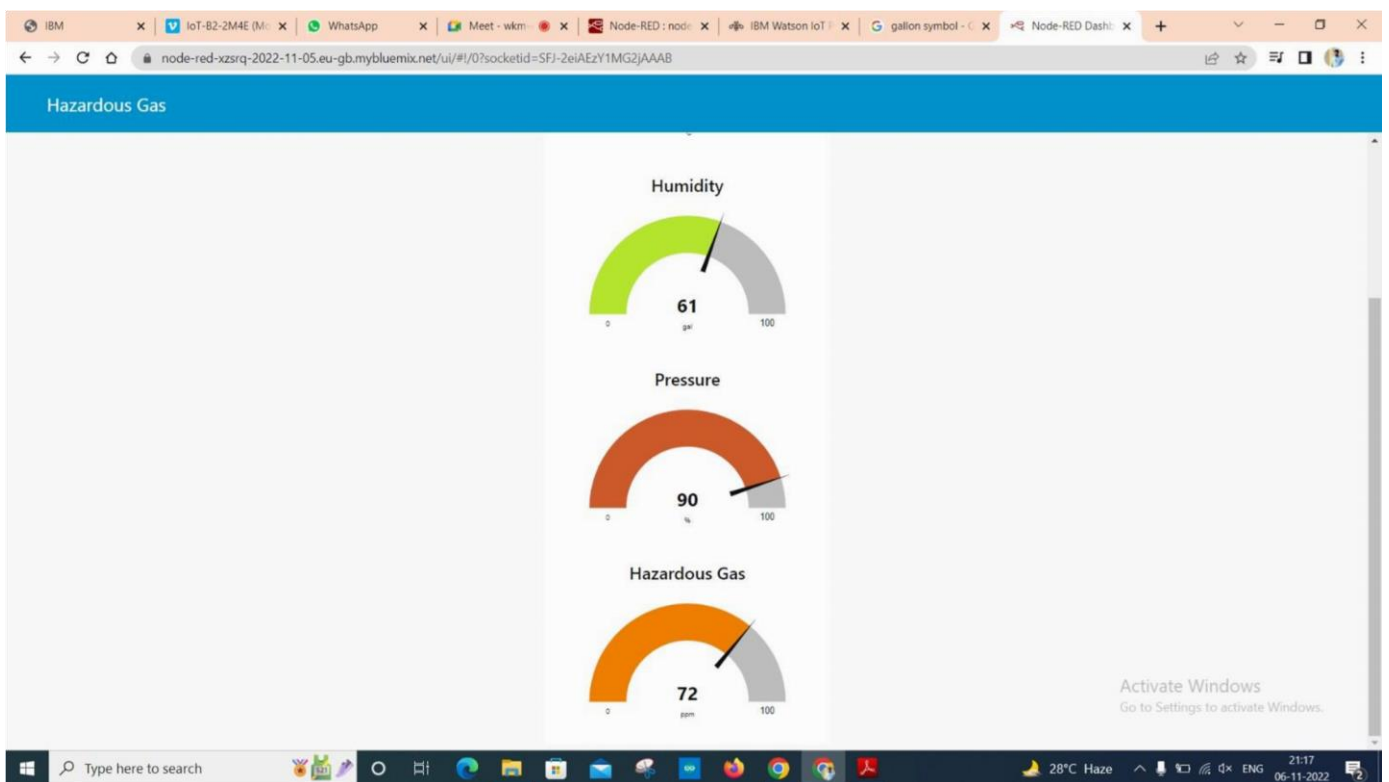 IBM
IoT-B2-2M4E (Mo
WhatsApp
Meet - wkm-
Node-RED : node-
IBM Watson IoT P
gallon symbol - G
Node-RED Dashb
node-red-xzsrq-2022-11-05.eu-gb.mybluemix.net/ui/#!/0?socketid=SFJ-2eiAEzY1MG2jAAAB
Hazardous Gas
Humidity
61
gal
0 100
Pressure
90
%
0 100
Hazardous Gas
72
ppm
0 100
Activate Windows
Go to Settings to activate Windows.
Type here to search
28°C Haze
ENG
21:17
06-11-2022